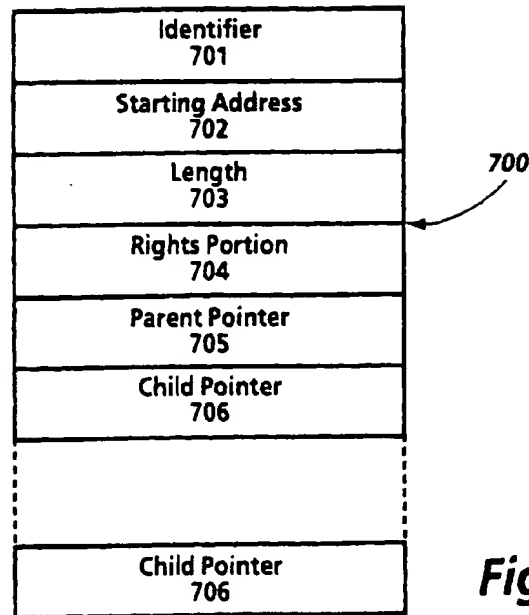 Identifier
701
Starting Address
702
Length
703
700
Rights Portion
704
Parent Pointer
705
Child Pointer
706
Child Pointer
706
Fig